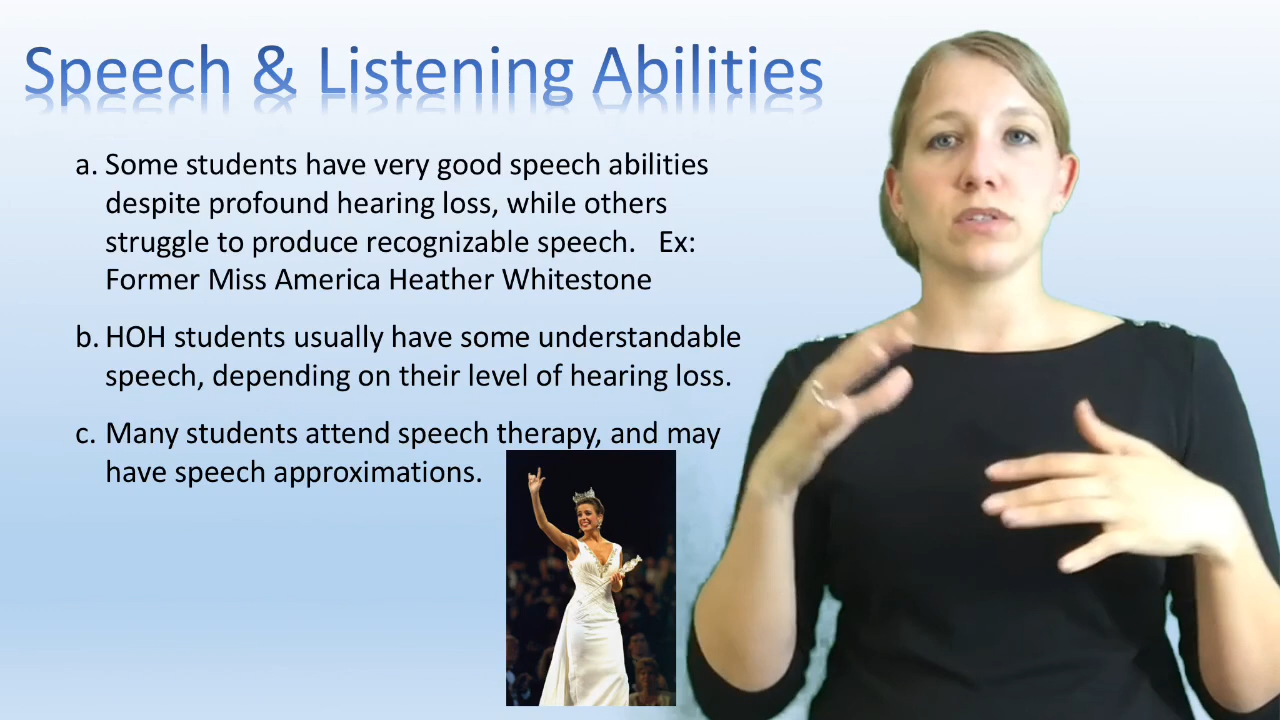 Speech & Listening Abilities
a. Some students have very good speech abilities
despite profound hearing loss, while others
struggle to produce recognizable speech. Ex:
Former Miss America Heather Whitestone
b. HOH students usually have some understandable
speech, depending on their level of hearing loss.
c. Many students attend speech therapy, and may
have speech approximations.